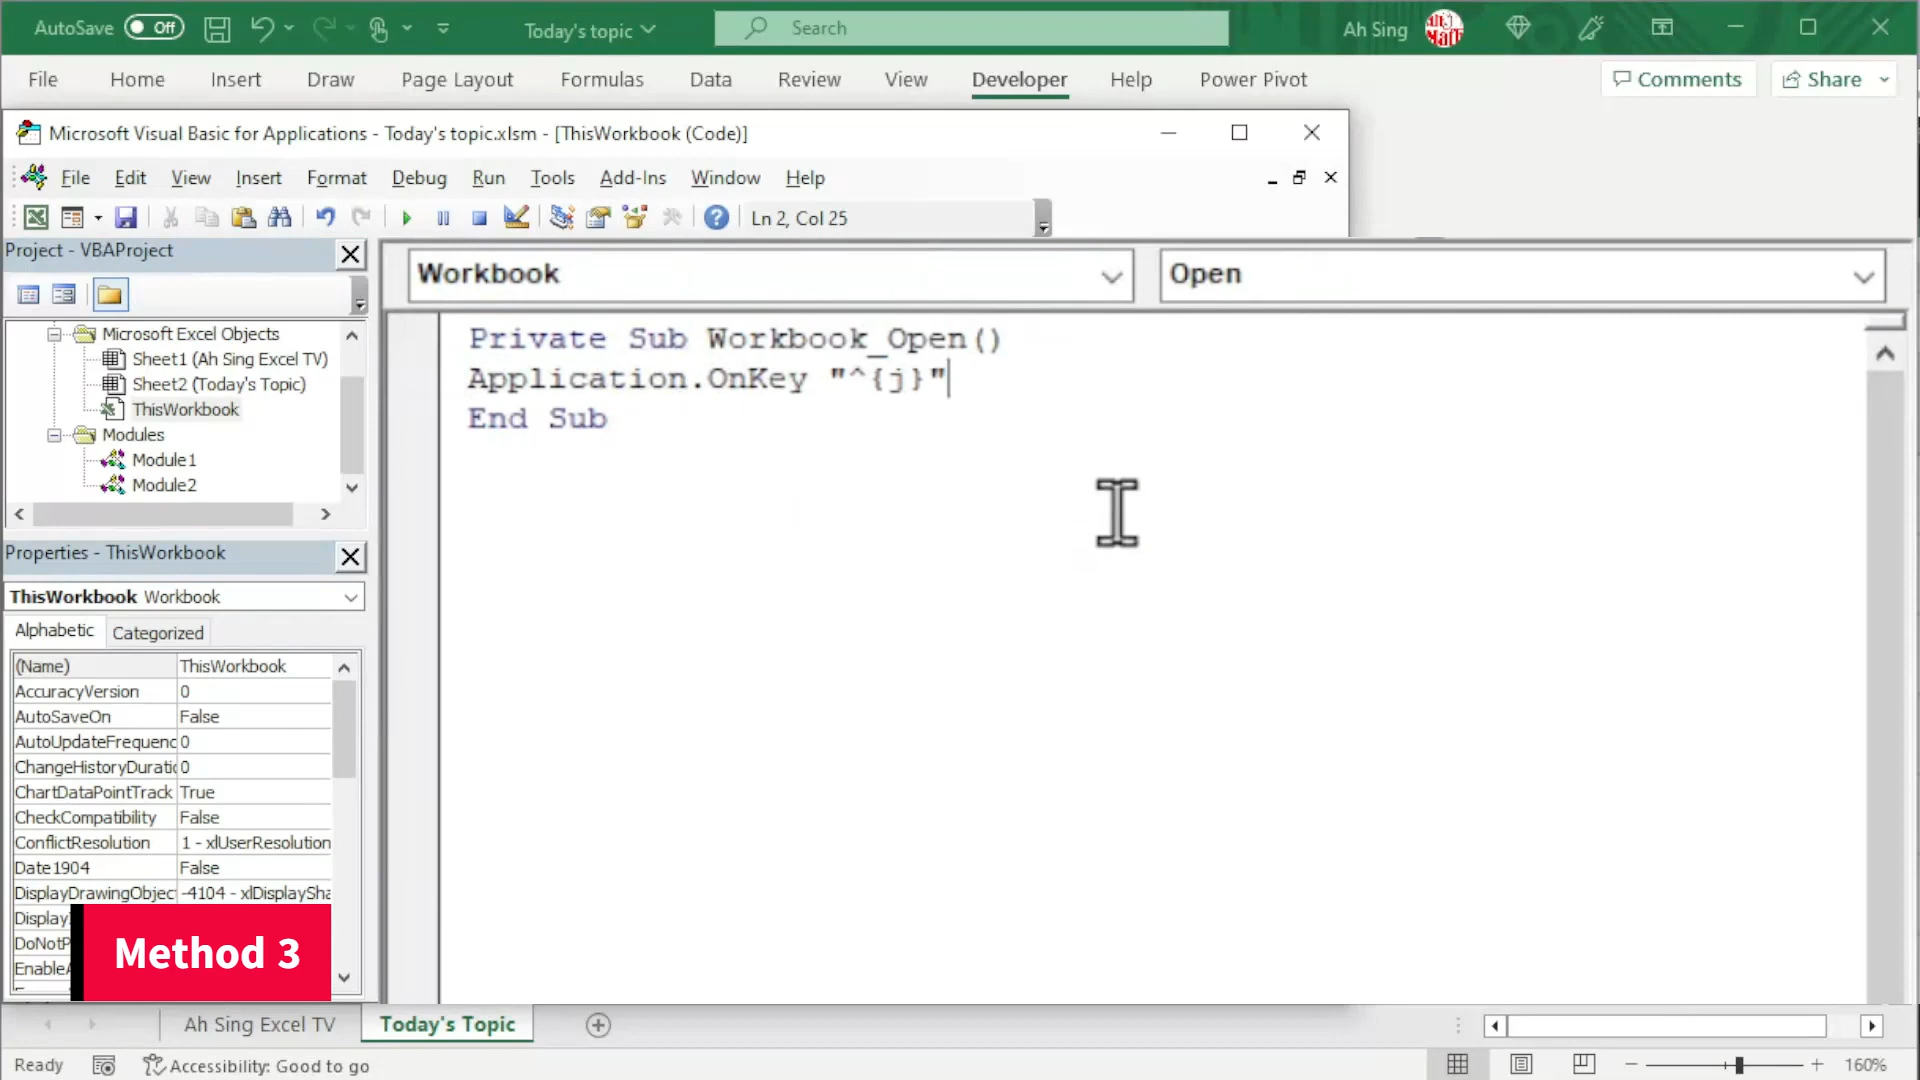 AutoSave Off Today's topic Search Ah Sing
File Home Insert Draw Page Layout Formulas Data Review View Developer Help Power Pivot Comments Share
Microsoft Visual Basic for Applications - Today's topic.xlsm - [ThisWorkbook (Code)]
File Edit View Insert Format Debug Run Tools Add-Ins Window Help
Ln 2, Col 25
Project - VBAProject
Workbook Open
Microsoft Excel Objects
Sheet1 (Ah Sing Excel TV)
Sheet2 (Today's Topic)
ThisWorkbook
Modules
Module1
Module2
Private Sub Workbook_Open()
Application.OnKey "^{j}"
End Sub
Properties - ThisWorkbook
ThisWorkbook Workbook
Alphabetic Categorized
(Name) ThisWorkbook
AccuracyVersion 0
AutoSaveOn False
AutoUpdateFrequenc 0
ChangeHistoryDuratio 0
ChartDataPointTrack True
CheckCompatibility False
ConflictResolution 1 - xlUserResolution
Date1904 False
DisplayDrawingObject -4104 - xlDisplaySha
Display
DoNotP
EnableA
Method 3
Ah Sing Excel TV Today's Topic
Ready Accessibility: Good to go 160%